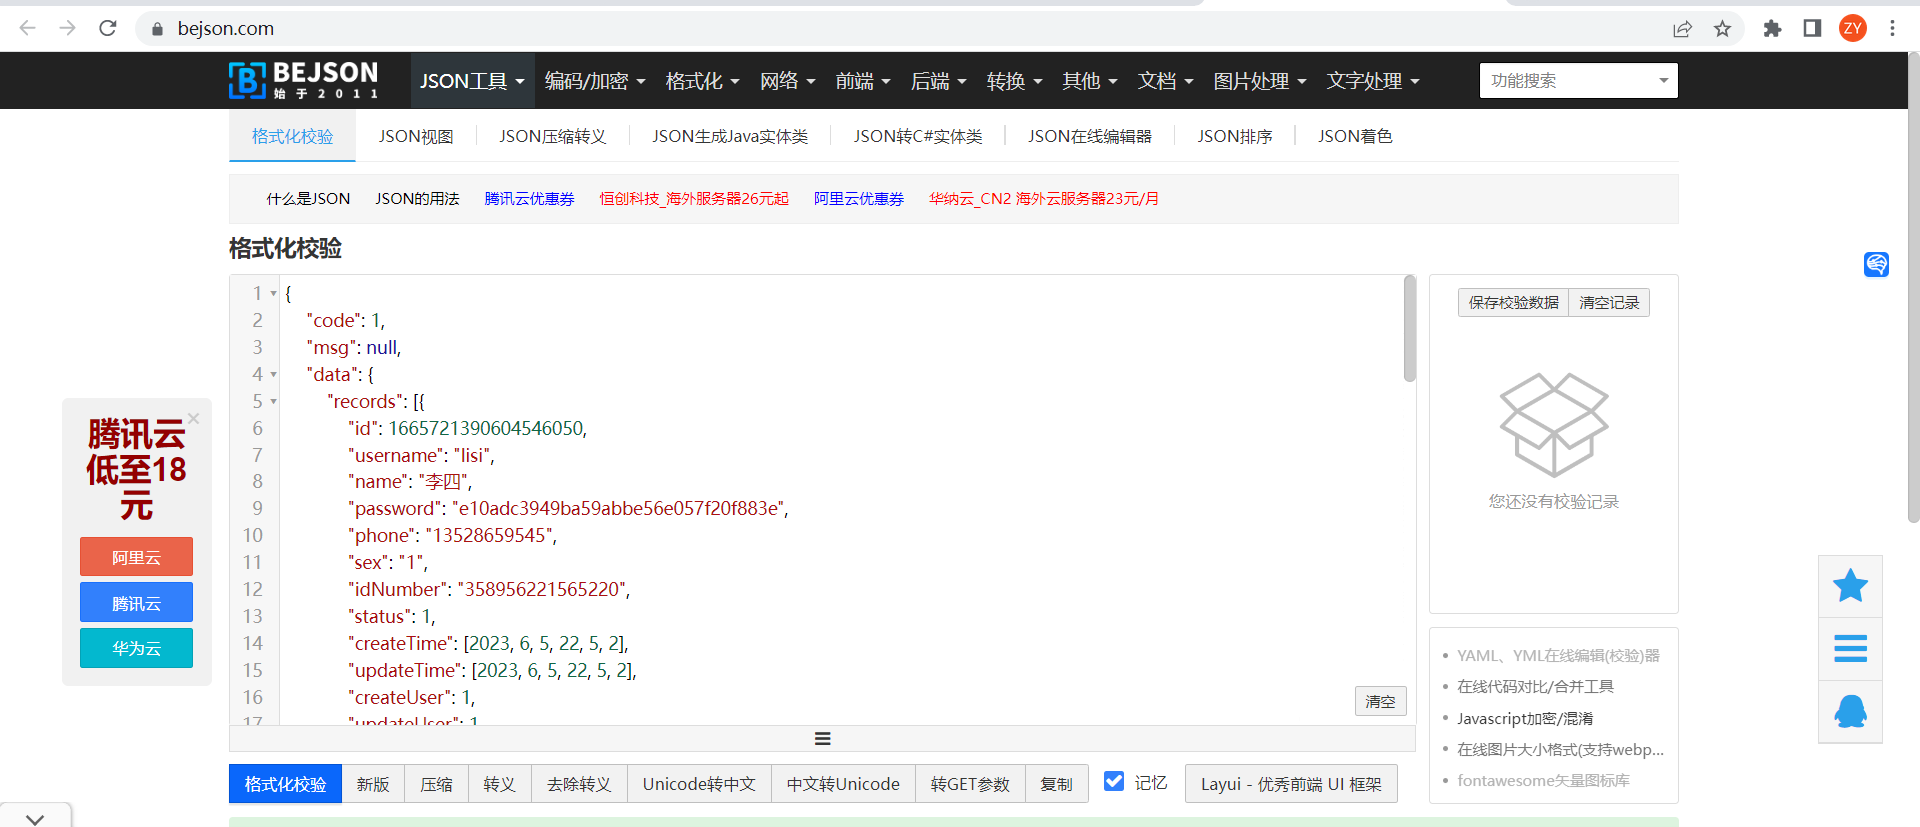 bejson.com
ZY
BEJSON
始于2011
JSON工具 编码/加密 格式化 网络 前端 后端 转换 其他 文档 图片处理 文字处理
功能搜索
格式化校验 JSON视图 JSON压缩转义 JSON生成Java实体类 JSON转C#实体类 JSON在线编辑器 JSON排序 JSON着色
什么是JSON JSON的用法 腾讯云优惠券 恒创科技_海外服务器26元起 阿里云优惠券 华纳云_CN2 海外云服务器23元/月
格式化校验
1 {
2 "code": 1,
3 "msg": null,
4 "data": {
5 "records": [{
6 "id": 1665721390604546050,
7 "username": "lisi",
8 "name": "李四",
9 "password": "e10adc3949ba59abbe56e057f20f883e",
10 "phone": "13528659545",
11 "sex": "1",
12 "idNumber": "358956221565220",
13 "status": 1,
14 "createTime": [2023, 6, 5, 22, 5, 2],
15 "updateTime": [2023, 6, 5, 22, 5, 2],
16 "createUser": 1,
17 "updateUser": 1
清空
保存校验数据 清空记录
您还没有校验记录
腾讯云
低至18
元
阿里云
腾讯云
华为云
YAML、YML在线编辑(校验)器
在线代码对比/合并工具
Javascript加密/混淆
在线图片大小格式(支持webp...
fontawesome矢量图标库
格式化校验 新版 压缩 转义 去除转义 Unicode转中文 中文转Unicode 转GET参数 复制 记忆 Layui - 优秀前端 UI 框架